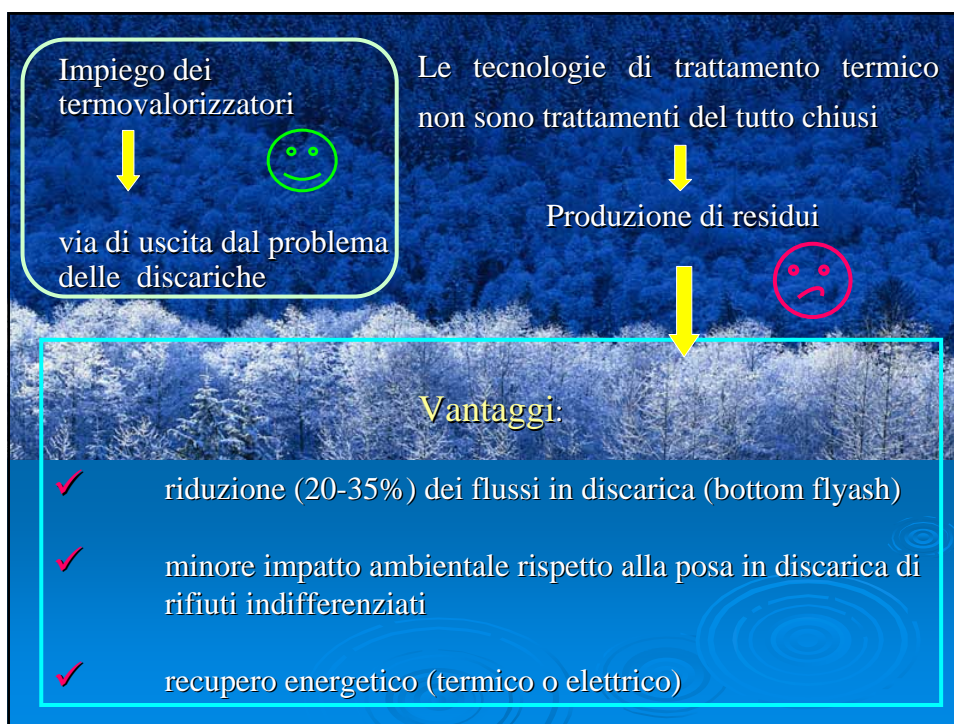 Impiego dei
termovalorizzatori
via di uscita dal problema
delle discariche
Le tecnologie di trattamento termico
non sono trattamenti del tutto chiusi
Produzione di residui
Vantaggi:
✓ riduzione (20-35%) dei flussi in discarica (bottom flyash)
✓ minore impatto ambientale rispetto alla posa in discarica di
rifiuti indifferenziati
✓ recupero energetico (termico o elettrico)